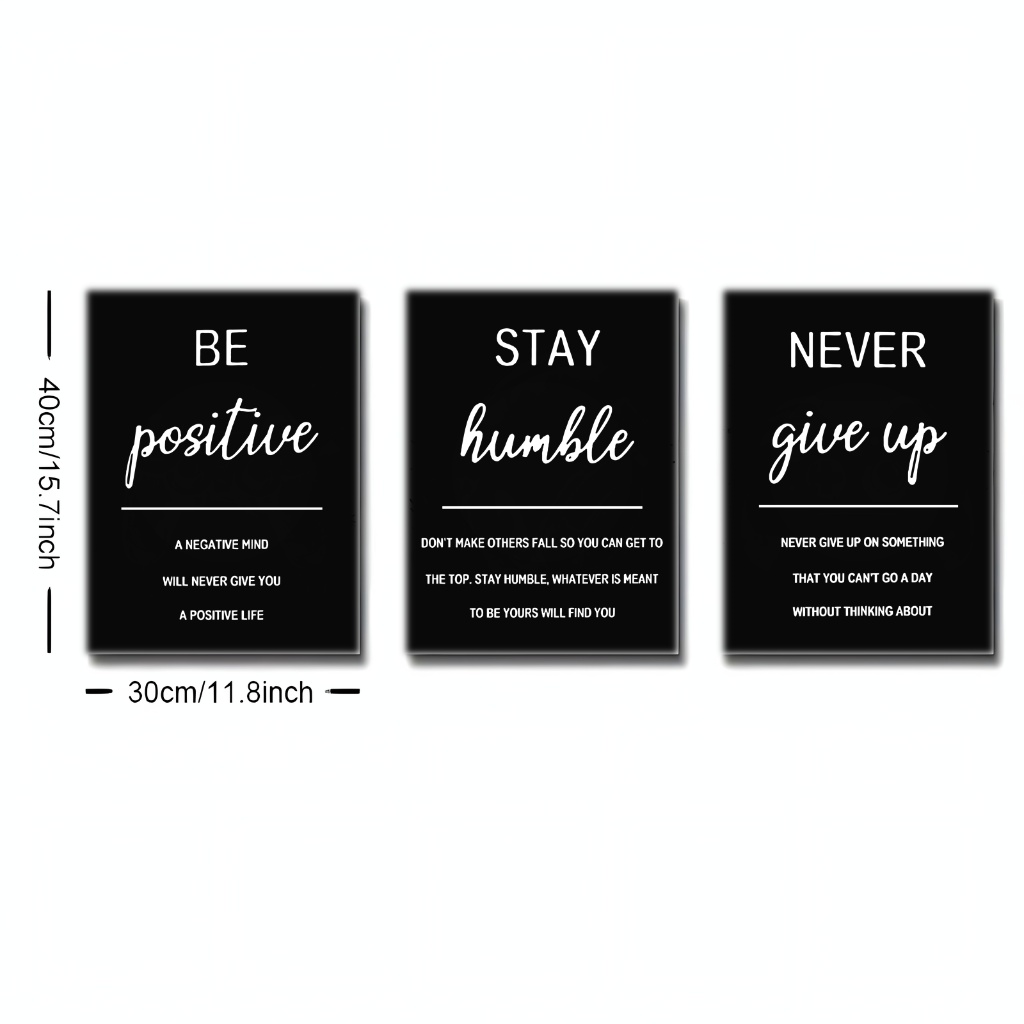 BE
positive
A NEGATIVE MIND
WILL NEVER GIVE YOU
A POSITIVE LIFE
STAY
humble
DON'T MAKE OTHERS FALL SO YOU CAN GET TO
THE TOP. STAY HUMBLE, WHATEVER IS MEANT
TO BE YOURS WILL FIND YOU
NEVER
give up
NEVER GIVE UP ON SOMETHING
THAT YOU CAN'T GO A DAY
WITHOUT THINKING ABOUT
40cm/15.7inch
30cm/11.8inch